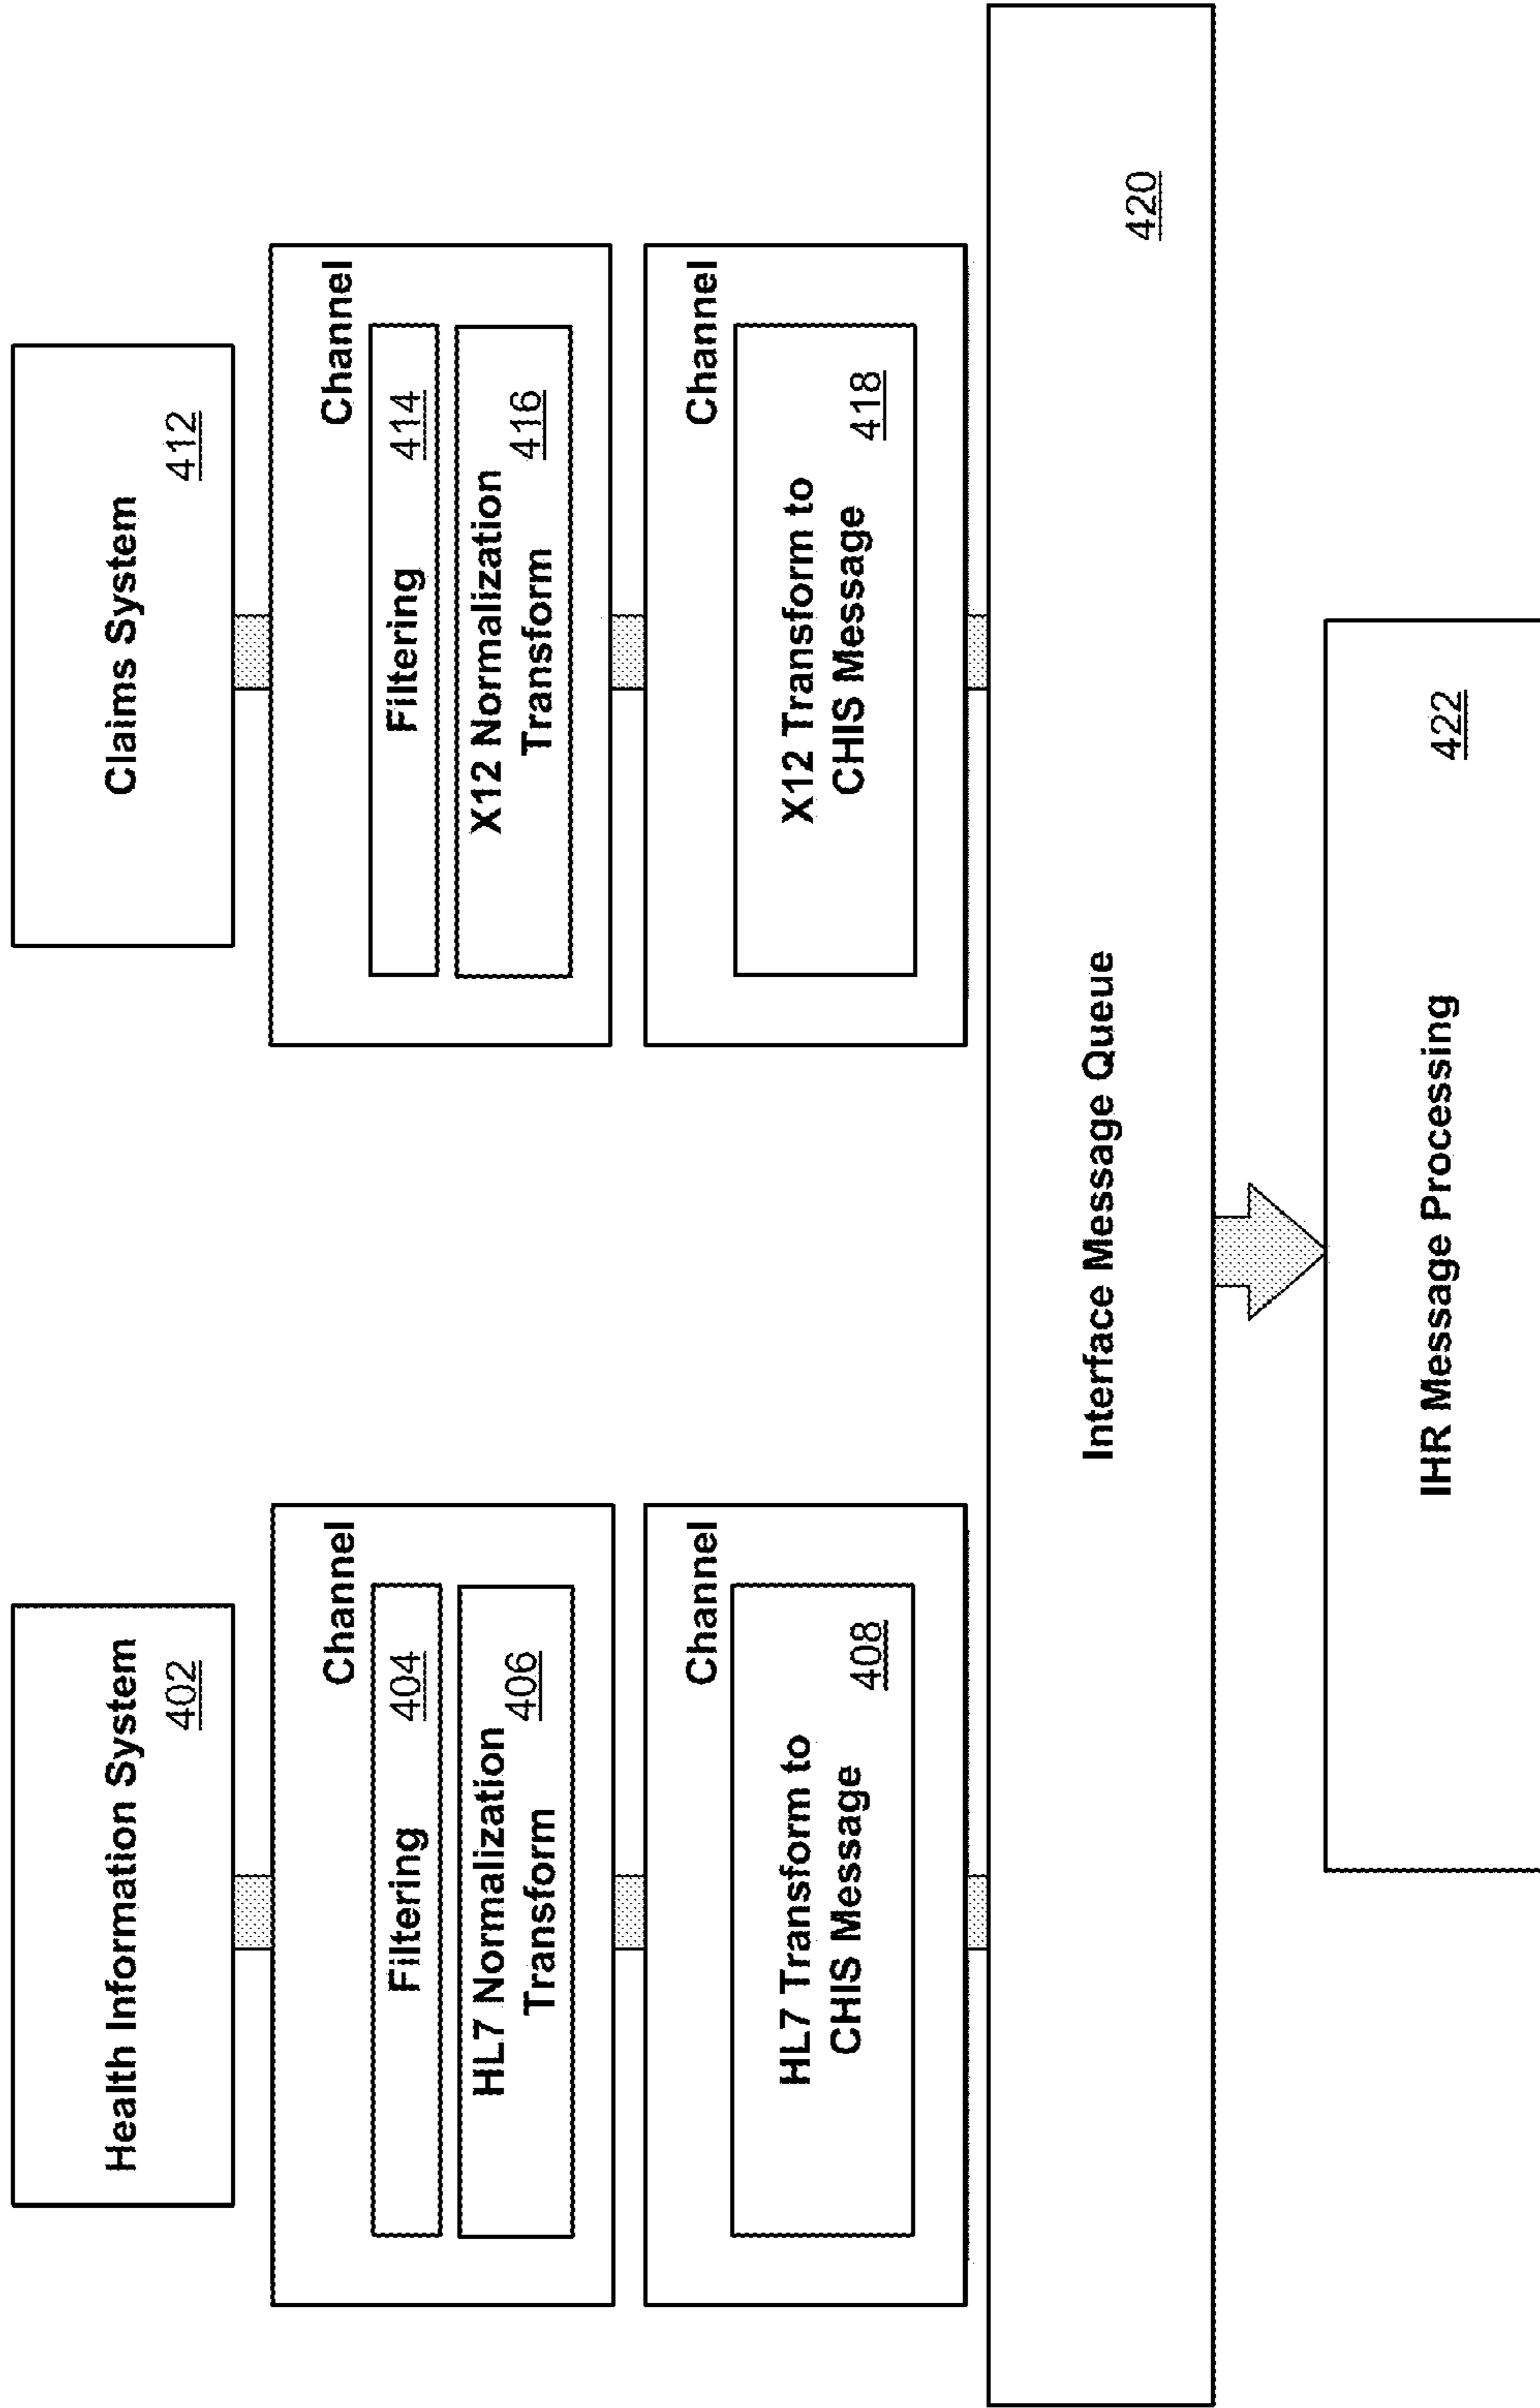 Health Information System
402
Channel
Filtering
404
HL7 Normalization
Transform
406
Channel
HL7 Transform to
CHIS Message
408
Claims System
412
Channel
Filtering
414
X12 Normalization
Transform
416
Channel
X12 Transform to
CHIS Message
418
Interface Message Queue
420
IHR Message Processing
422